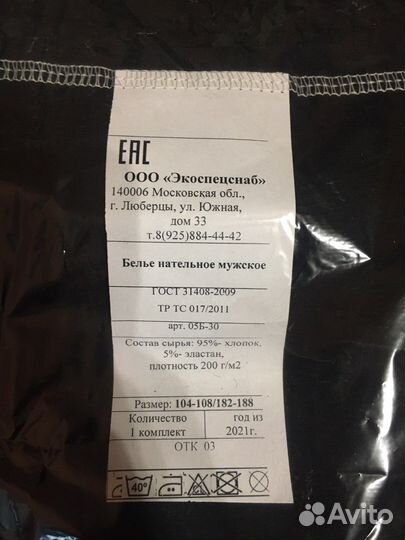 EAC
ООО «Экоспецснаб»
140006 Московская обл.,
г. Люберцы, ул. Южная,
дом 33
т.8(925)884-44-42
Белье нательное мужское
ГОСТ 31408-2009
ТР ТС 017/2011
арт. 05Б-30
Состав сырья: 95%- хлопок.
5%- эластан,
плотность 200 г/м2
Размер: 104-108/182-188
Количество год из
1 комплект 2021г.
ОТК 03
40°
Avito